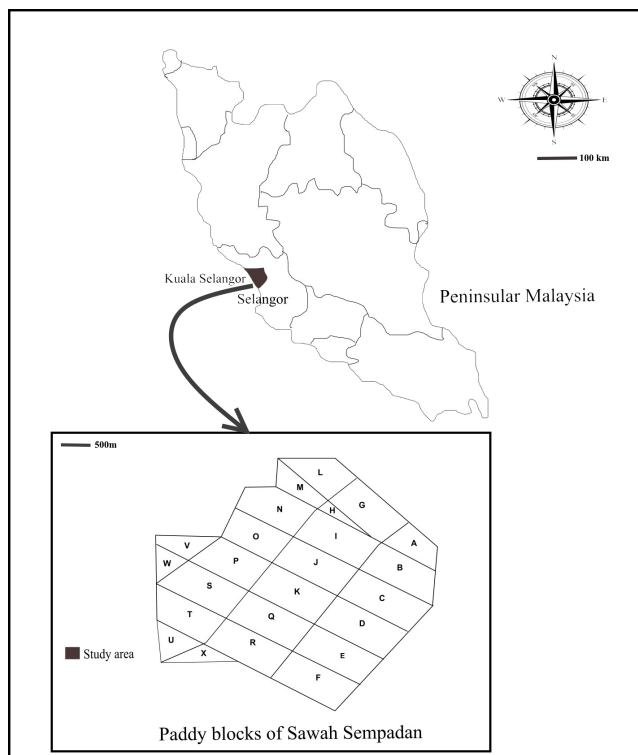 N
W E
S
100 km
Kuala Selangor
Selangor
Peninsular Malaysia
500m
L
M
G
H
N
I
A
O
J
B
V
W
P
K
C
S
Q
D
T
R
E
U
X
F
Study area
Paddy blocks of Sawah Sempadan